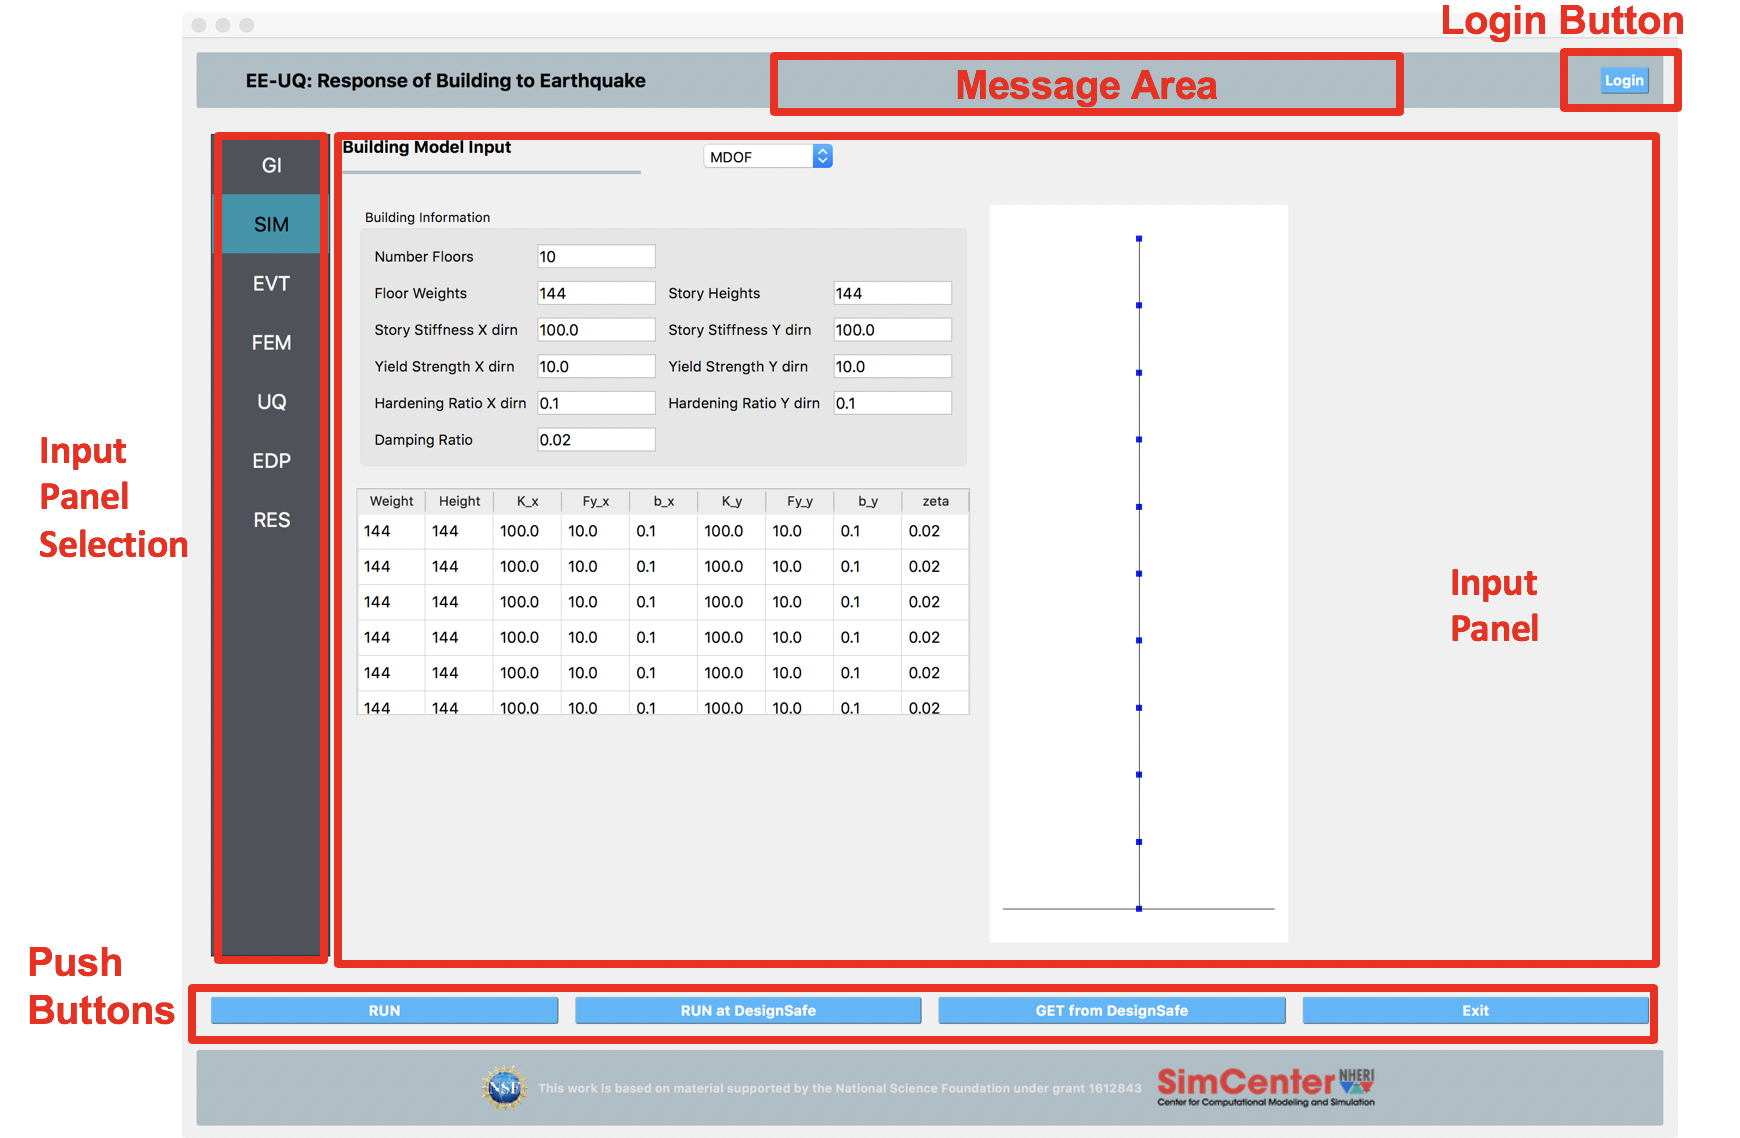 Login Button
EE-UQ: Response of Building to Earthquake
Message Area
Login
GI
SIM
EVT
FEM
UQ
EDP
RES
Input
Panel
Selection
Building Model Input
MDOF
Building Information
Number Floors 10
Floor Weights 144 Story Heights 144
Story Stiffness X dirn 100.0 Story Stiffness Y dirn 100.0
Yield Strength X dirn 10.0 Yield Strength Y dirn 10.0
Hardening Ratio X dirn 0.1 Hardening Ratio Y dirn 0.1
Damping Ratio 0.02
Weight Height K_x Fy_x b_x K_y Fy_y b_y zeta
144 144 100.0 10.0 0.1 100.0 10.0 0.1 0.02
144 144 100.0 10.0 0.1 100.0 10.0 0.1 0.02
144 144 100.0 10.0 0.1 100.0 10.0 0.1 0.02
144 144 100.0 10.0 0.1 100.0 10.0 0.1 0.02
144 144 100.0 10.0 0.1 100.0 10.0 0.1 0.02
144 144 100.0 10.0 0.1 100.0 10.0 0.1 0.02
Input
Panel
Push
Buttons
RUN
RUN at DesignSafe
GET from DesignSafe
Exit
NSF
This work is based on material supported by the National Science Foundation under grant 1612843
SimCenter NHERI
Center for Computational Modeling and Simulation